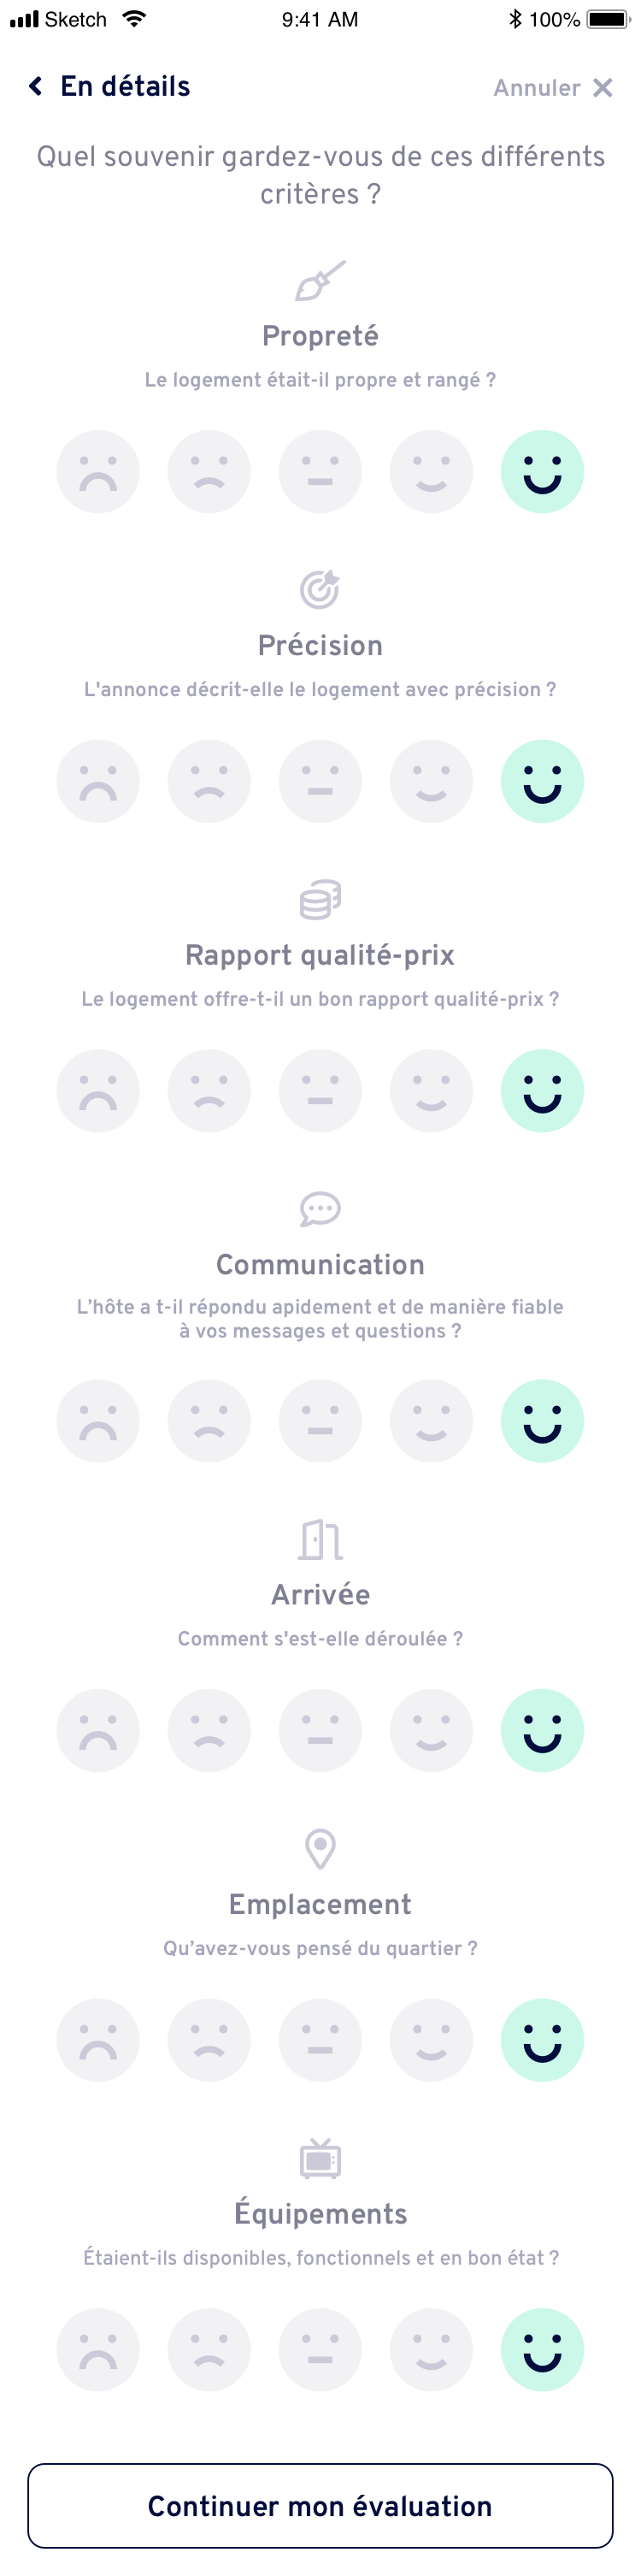 Sketch 9:41 AM 100%
En détails Annuler
Quel souvenir gardez-vous de ces différents
critères ?
Propreté
Le logement était-il propre et rangé ?
Précision
L'annonce décrit-elle le logement avec précision ?
Rapport qualité-prix
Le logement offre-t-il un bon rapport qualité-prix ?
Communication
L’hôte a t-il répondu apidement et de manière fiable
à vos messages et questions ?
Arrivée
Comment s'est-elle déroulée ?
Emplacement
Qu’avez-vous pensé du quartier ?
Équipements
Étaient-ils disponibles, fonctionnels et en bon état ?
Continuer mon évaluation